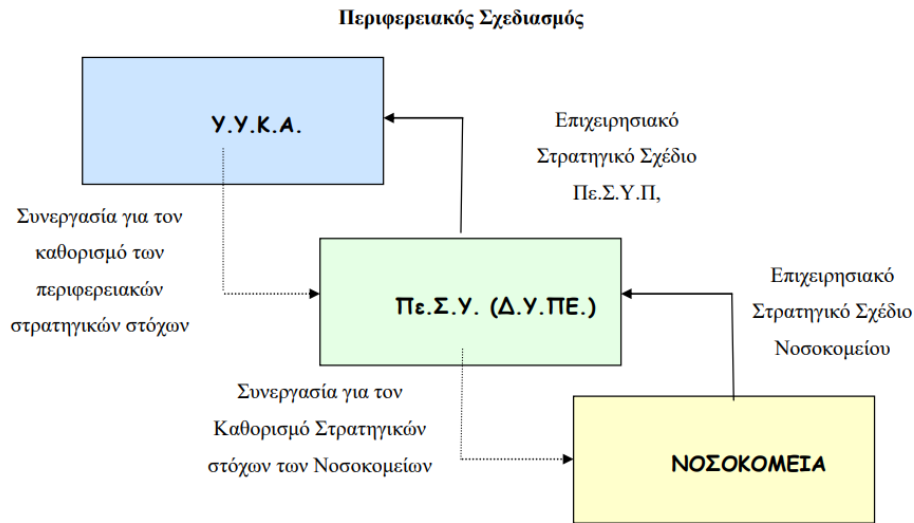 Περιφερειακός Σχεδιασμός
Υ.Υ.Κ.Α.
Επιχειρησιακό
Στρατηγικό Σχέδιο
Πε.Σ.Υ.Π,
Συνεργασία για τον
καθορισμό των
περιφερειακών
στρατηγικών στόχων
Πε.Σ.Υ. (Δ.Υ.ΠΕ.)
Επιχειρησιακό
Στρατηγικό Σχέδιο
Νοσοκομείου
Συνεργασία για τον
Καθορισμό Στρατηγικών
στόχων των Νοσοκομείων
ΝΟΣΟΚΟΜΕΙΑ